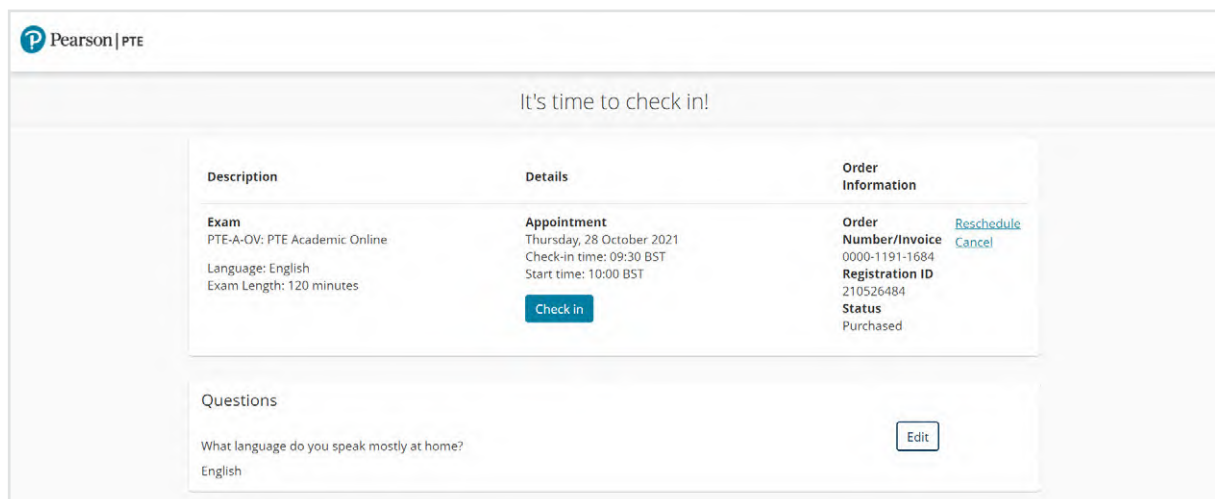 Pearson | PTE
It's time to check in!
Description
Details
Order
Information
Exam
PTE-A-OV: PTE Academic Online
Language: English
Exam Length: 120 minutes
Appointment
Thursday, 28 October 2021
Check-in time: 09:30 BST
Start time: 10:00 BST
Check in
Order
Number/Invoice
0000-1191-1684
Registration ID
210526484
Status
Purchased
Reschedule
Cancel
Questions
What language do you speak mostly at home?
English
Edit